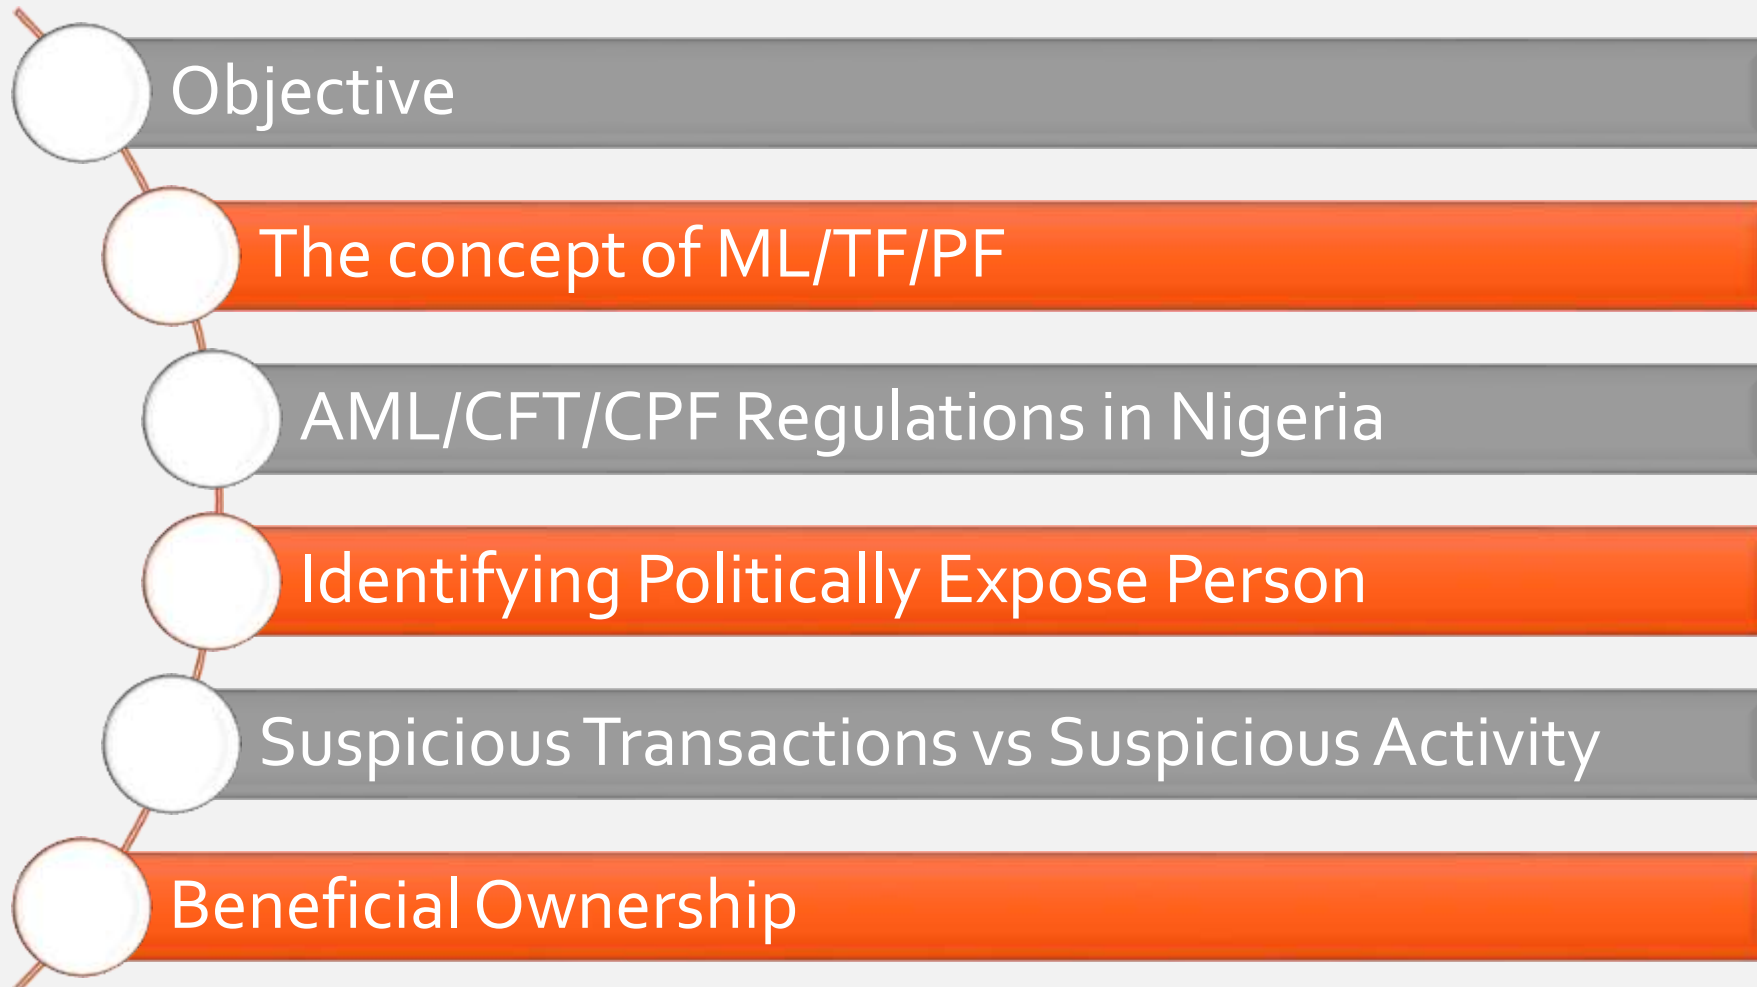 Objective
The concept of ML/TF/PF
AML/CFT/CPF Regulations in Nigeria
Identifying Politically Expose Person
Suspicious Transactions vs Suspicious Activity
Beneficial Ownership